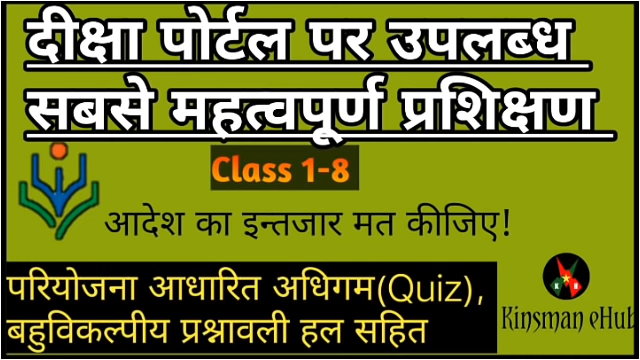 दीक्षा पोर्टल पर उपलब्ध
सबसे महत्वपूर्ण प्रशिक्षण
Class 1-8
आदेश का इन्तजार मत कीजिए!
परियोजना आधारित अधिगम(Quiz),
बहुविकल्पीय प्रश्नावली हल सहित
Kinsman eHub